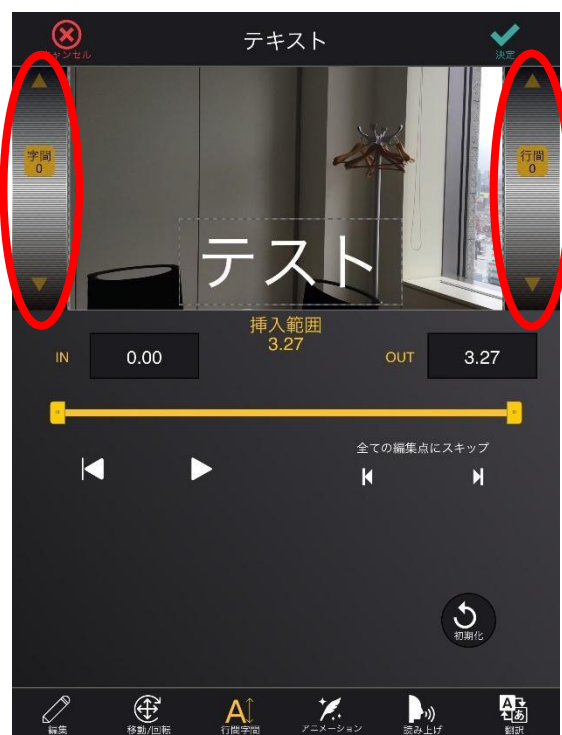 キャンセル
テキスト
決定
字間
0
行間
0
テスト
挿入範囲
3.27
IN
0.00
OUT
3.27
全ての編集点にスキップ
初期化
編集
移動/回転
行間字間
アニメーション
読み上げ
翻訳